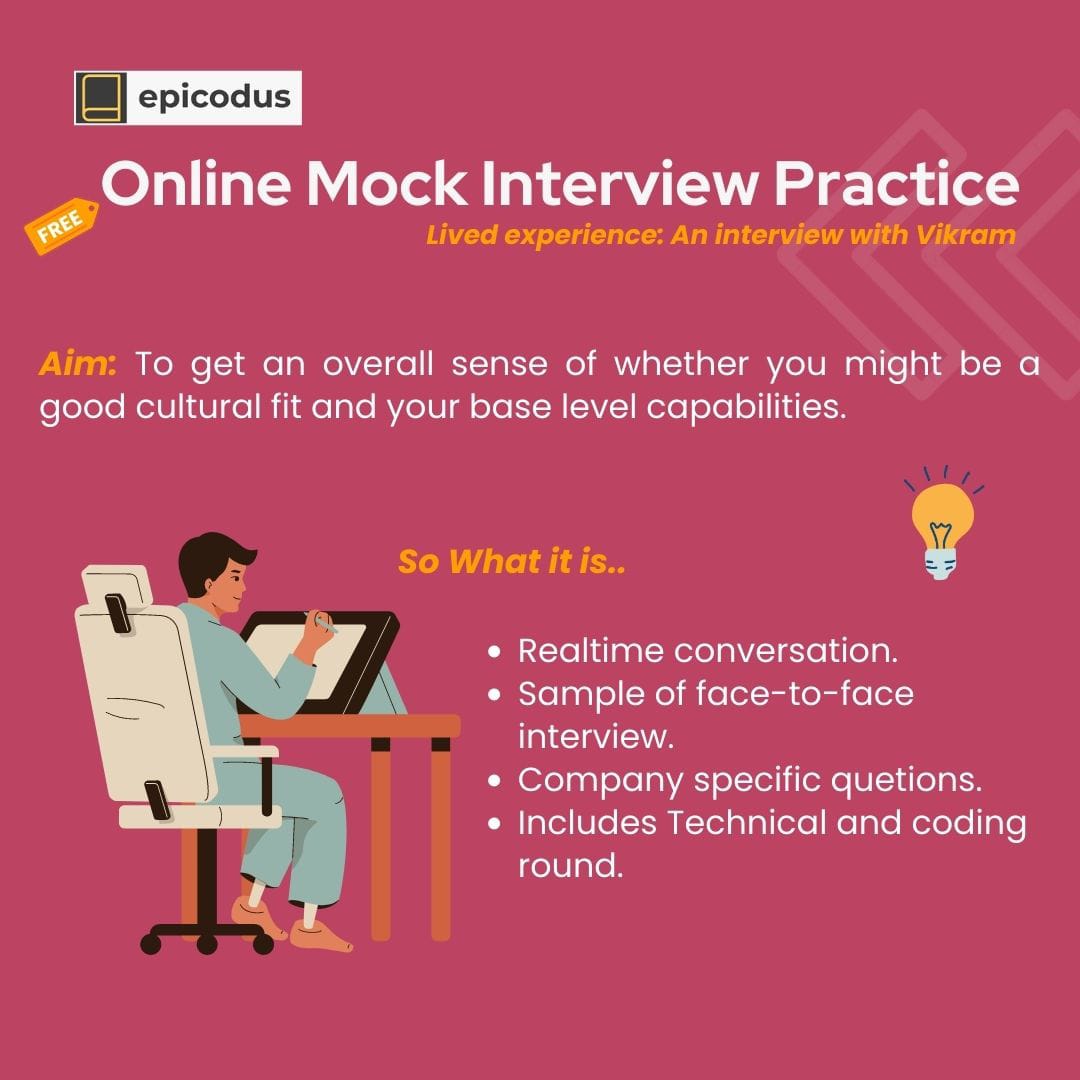 epicodus
Online Mock Interview Practice
FREE
Lived experience: An interview with Vikram
Aim: To get an overall sense of whether you might be a
good cultural fit and your base level capabilities.
So What it is..
• Realtime conversation.
• Sample of face-to-face
interview.
• Company specific quetions.
• Includes Technical and coding
round.